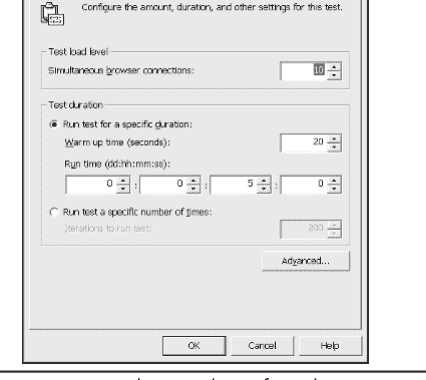 Configure the amount, duration, and other settings for this test.
Test load level
Simultaneous browser connections: 10
Test duration
Run test for a specific duration:
Warm up time (seconds): 20
Run time (dd:hh:mm:ss):
0 : 0 : 5 : 0
Run test a specific number of times:
Iterations to run test: 200
Advanced...
OK Cancel Help